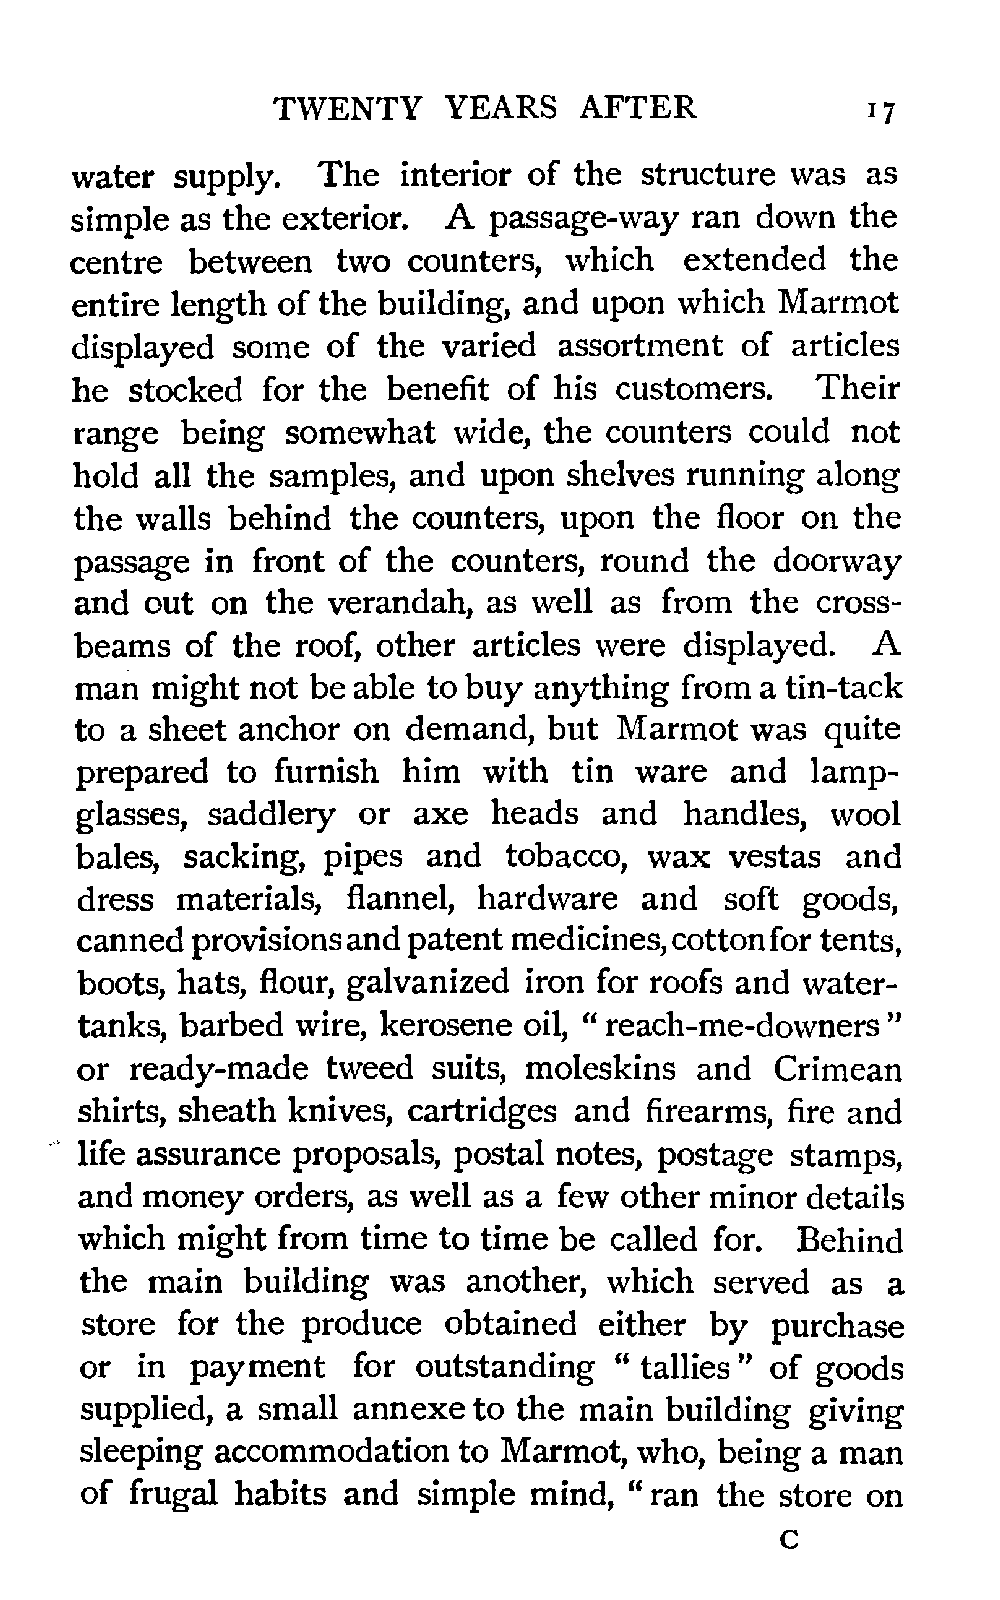 TWENTY YEARS AFTER 17
water supply. The interior of the structure was as
simple as the exterior. A passage-way ran down the
centre between two counters, which extended the
entire length of the building, and upon which Marmot
displayed some of the varied assortment of articles
he stocked for the benefit of his customers. Their
range being somewhat wide, the counters could not
hold all the samples, and upon shelves running along
the walls behind the counters, upon the floor on the
passage in front of the counters, round the doorway
and out on the verandah, as well as from the cross-
beams of the roof, other articles were displayed. A
man might not be able to buy anything from a tin-tack
to a sheet anchor on demand, but Marmot was quite
prepared to furnish him with tin ware and lamp-
glasses, saddlery or axe heads and handles, wool
bales, sacking, pipes and tobacco, wax vestas and
dress materials, flannel, hardware and soft goods,
canned provisions and patent medicines, cotton for tents,
boots, hats, flour, galvanized iron for roofs and water-
tanks, barbed wire, kerosene oil, “ reach-me-downers ”
or ready-made tweed suits, moleskins and Crimean
shirts, sheath knives, cartridges and firearms, fire and
life assurance proposals, postal notes, postage stamps,
and money orders, as well as a few other minor details
which might from time to time be called for. Behind
the main building was another, which served as a
store for the produce obtained either by purchase
or in payment for outstanding “ tallies ” of goods
supplied, a small annexe to the main building giving
sleeping accommodation to Marmot, who, being a man
of frugal habits and simple mind, “ ran the store on
C